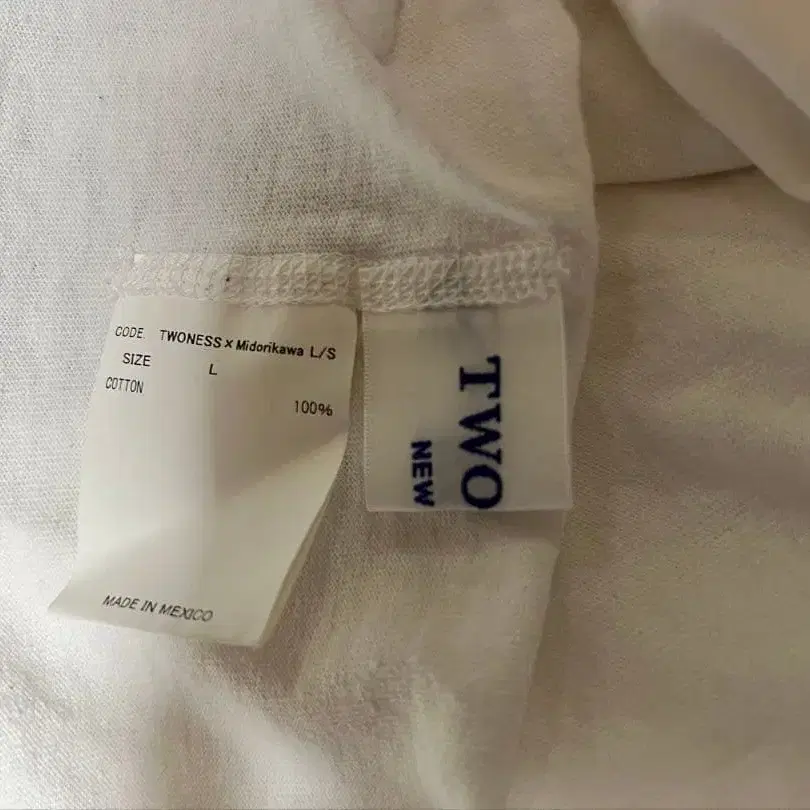 CODE. TWONESS × Midorikawa L/S
SIZE L
COTTON
100%
MADE IN MEXICO
TWO
NEW